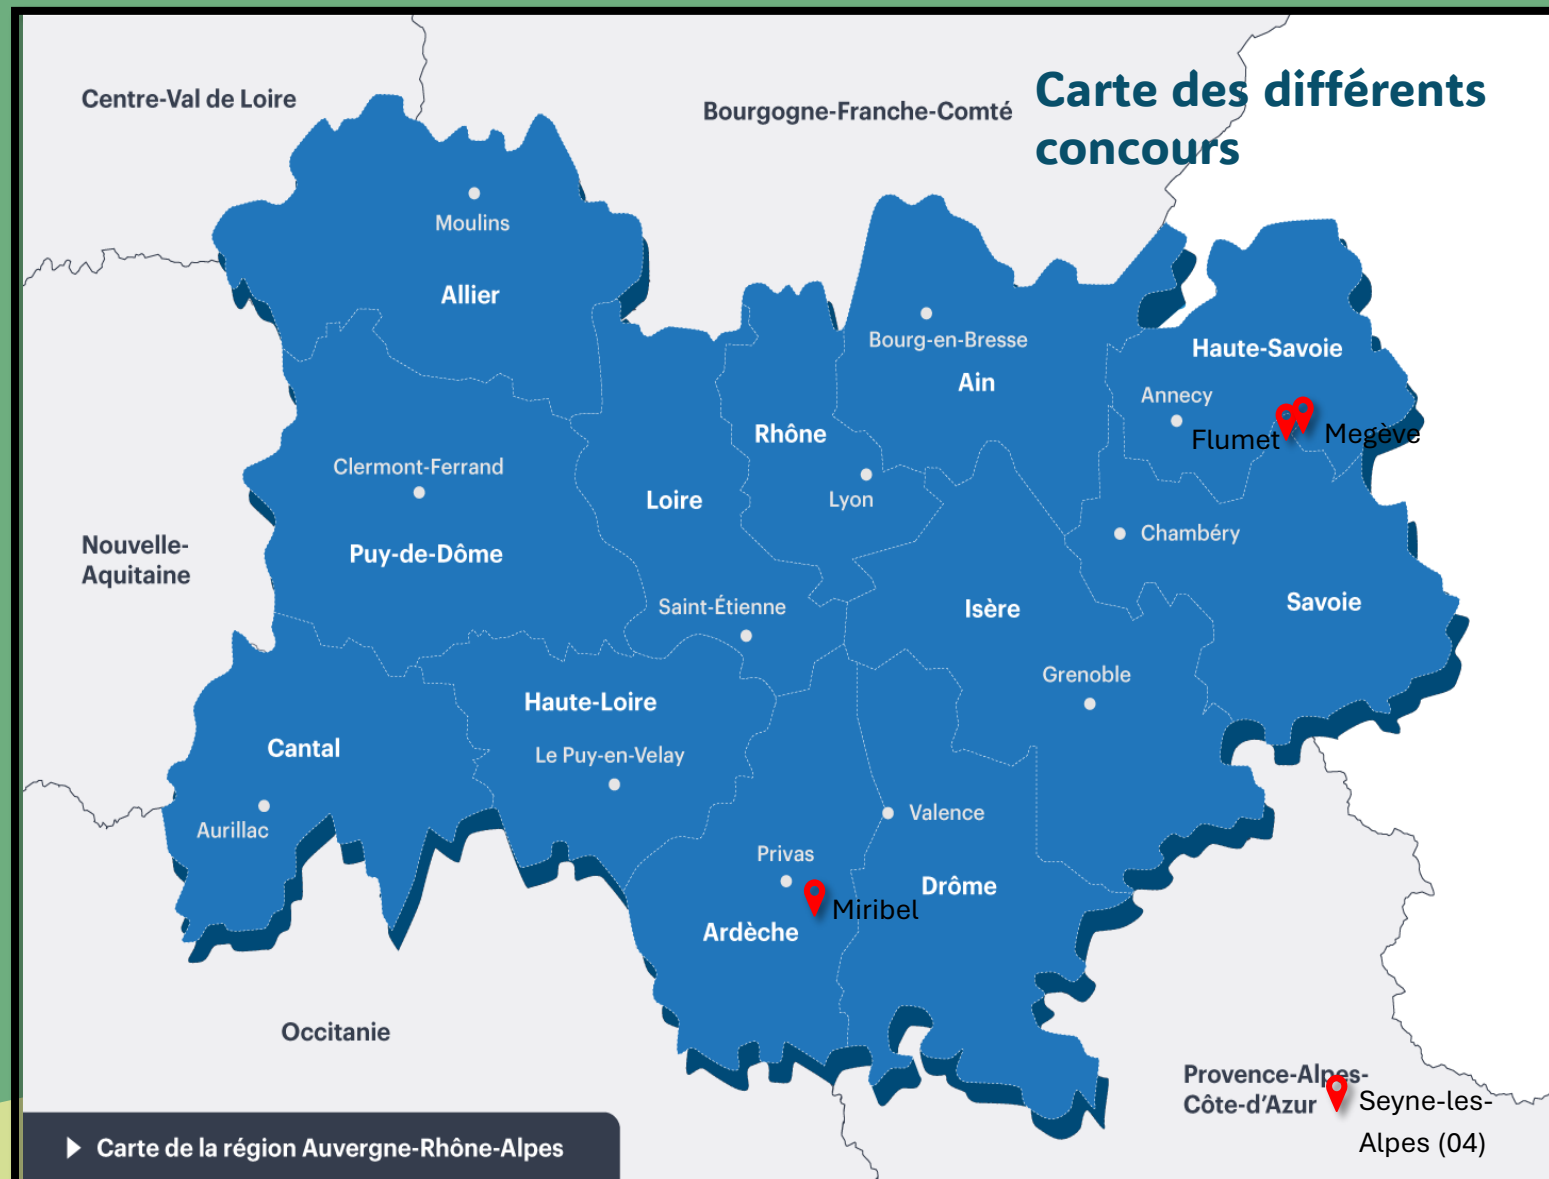 Carte des différents
concours
Centre-Val de Loire
Bourgogne-Franche-Comté
Moulins
Allier
Bourg-en-Bresse
Ain
Haute-Savoie
Annecy
Flumet
Megève
Rhône
Lyon
Clermont-Ferrand
Puy-de-Dôme
Loire
Nouvelle-
Aquitaine
Chambéry
Savoie
Isère
Saint-Étienne
Grenoble
Haute-Loire
Le Puy-en-Velay
Cantal
Aurillac
Valence
Privas
Drôme
Miribel
Ardèche
Occitanie
Provence-Alpes-
Côte-d'Azur
Seyne-les-
Alpes (04)
Carte de la région Auvergne-Rhône-Alpes